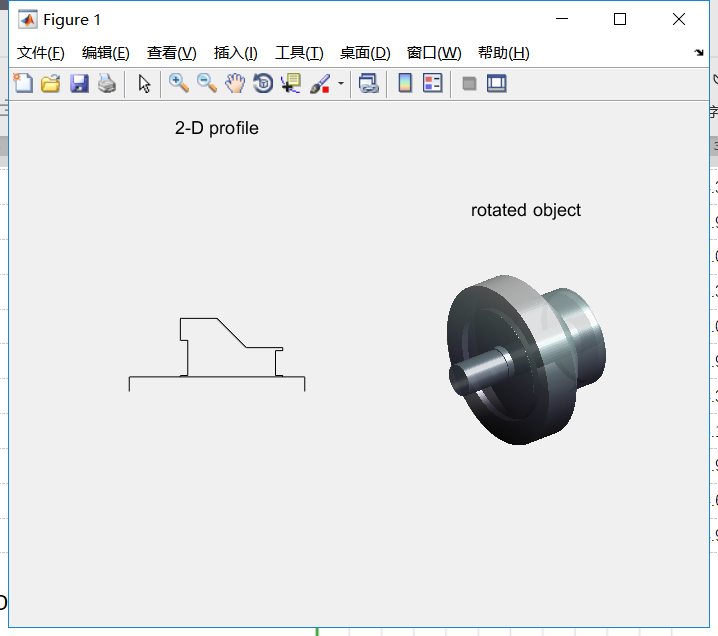 Figure 1
文件(F) 编辑(E) 查看(V) 插入(I) 工具(T) 桌面(D) 窗口(W) 帮助(H)
2-D profile
rotated object